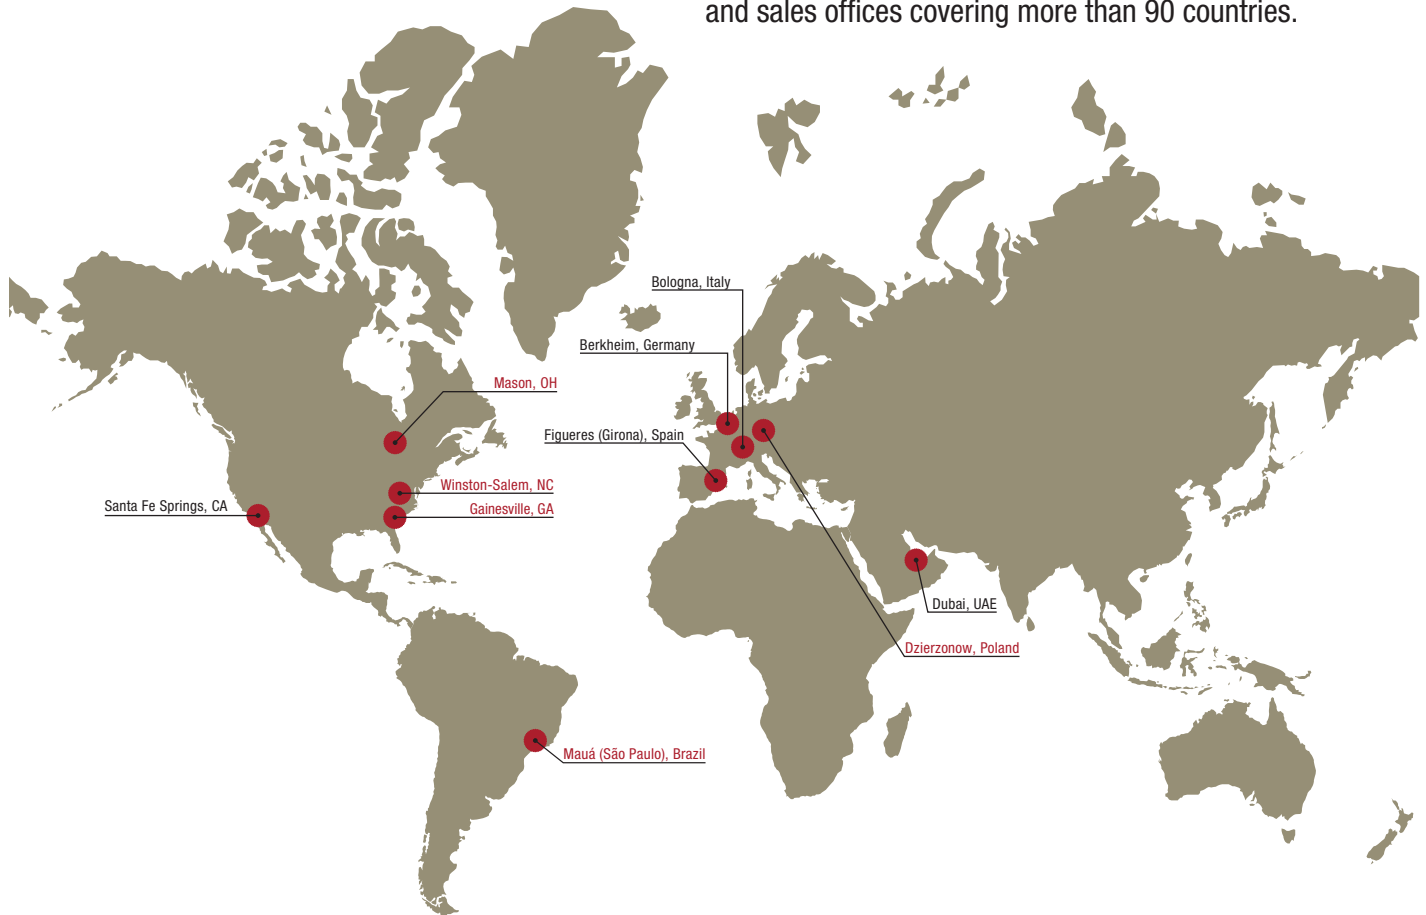 and sales offices covering more than 90 countries.
Bologna, Italy
Berkheim, Germany
Mason, OH
Figueres (Girona), Spain
Winston-Salem, NC
Santa Fe Springs, CA
Gainesville, GA
Dubai, UAE
Dzierzonow, Poland
Mauá (São Paulo), Brazil